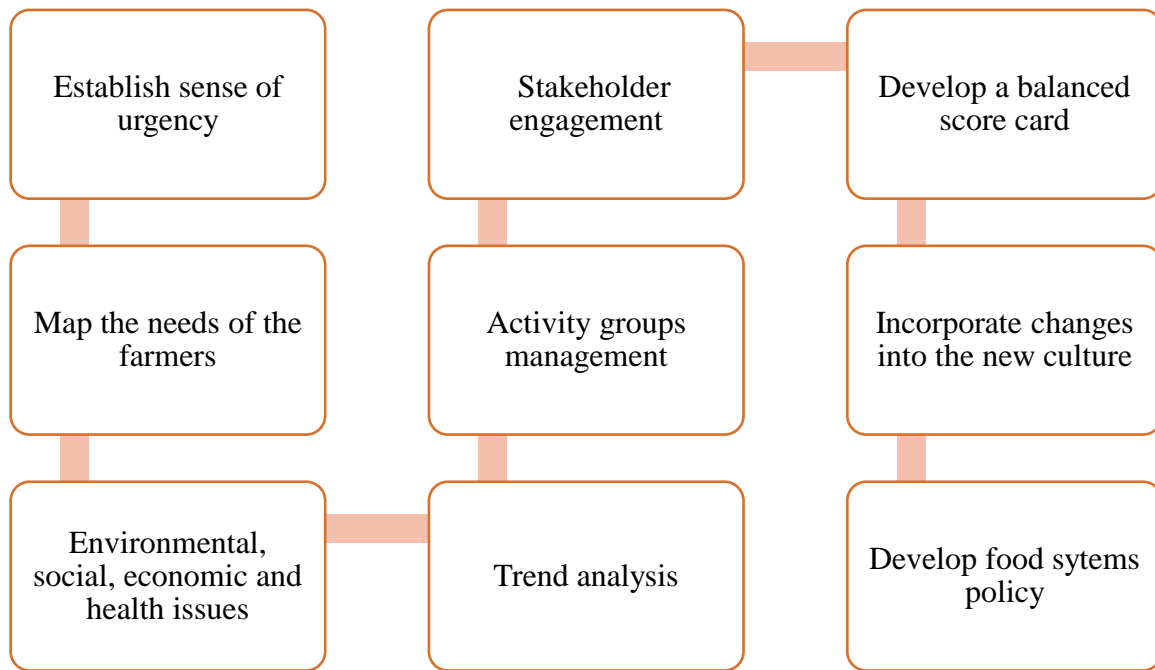 Establish sense of
urgency
Map the needs of the
farmers
Environmental,
social, economic and
health issues
Trend analysis
Activity groups
management
Stakeholder
engagement
Develop a balanced
score card
Incorporate changes
into the new culture
Develop food sytems
policy